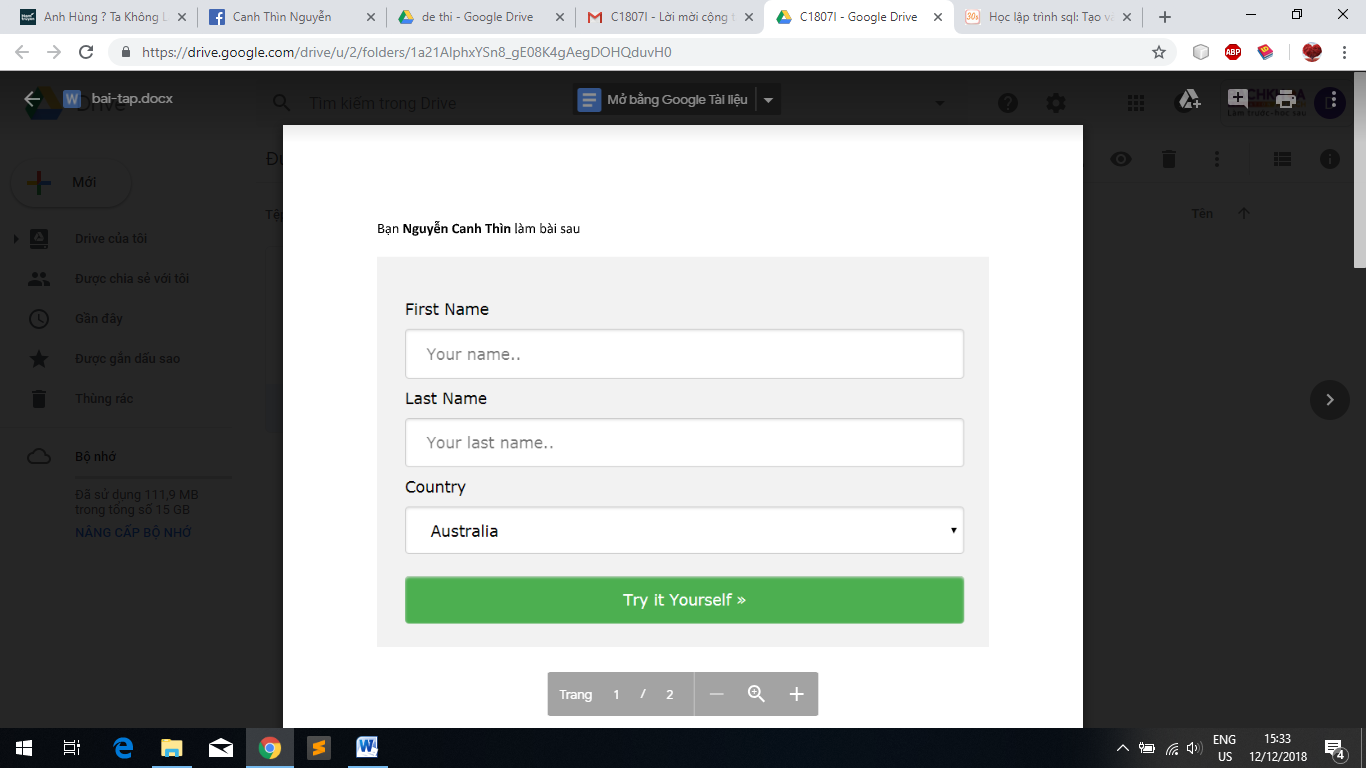 Anh Hùng ? Ta Không L
Canh Thìn Nguyễn
de thi - Google Drive
C1807I - Lời mời cộng t
C1807I - Google Drive
Học lập trình sql: Tạo và
https://drive.google.com/drive/u/2/folders/1a21AIphxYSn8_gE08K4gAegDOHQduvH0
ABP
bai-tap.docx
Tìm kiếm trong Drive
Mở bằng Google Tài liệu
Mới
Tên
Drive của tôi
Được chia sẻ với tôi
Gần đây
Được gắn dấu sao
Thùng rác
Bộ nhớ
Đã sử dụng 111,9 MB
trong tổng số 15 GB
NÂNG CẤP BỘ NHỚ
Bạn Nguyễn Canh Thìn làm bài sau
First Name
Your name..
Last Name
Your last name..
Country
Australia
Try it Yourself »
Trang 1 / 2
ENG
US
15:33
12/12/2018
4